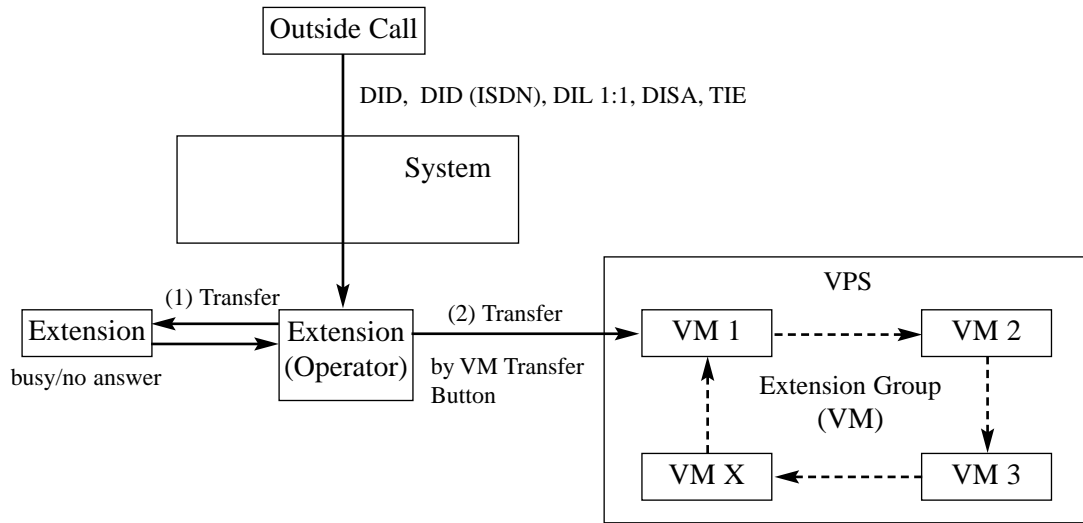 Outside Call
DID,  DID (ISDN), DIL 1:1, DISA, TIE
System
VPS
(1) Transfer
Extension
busy/no answer
Extension
(Operator)
(2) Transfer
by VM Transfer
Button
VM 1
VM 2
Extension Group
(VM)
VM X
VM 3